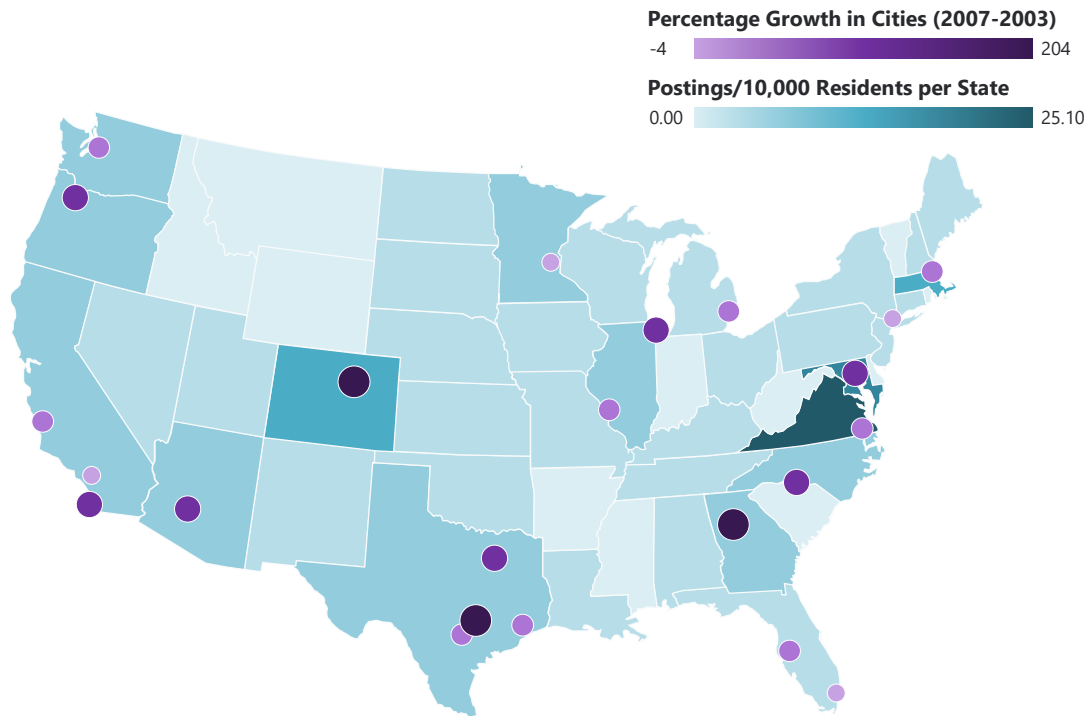 Percentage Growth in Cities (2007-2003)
-4 204
Postings/10,000 Residents per State
0.00 25.10